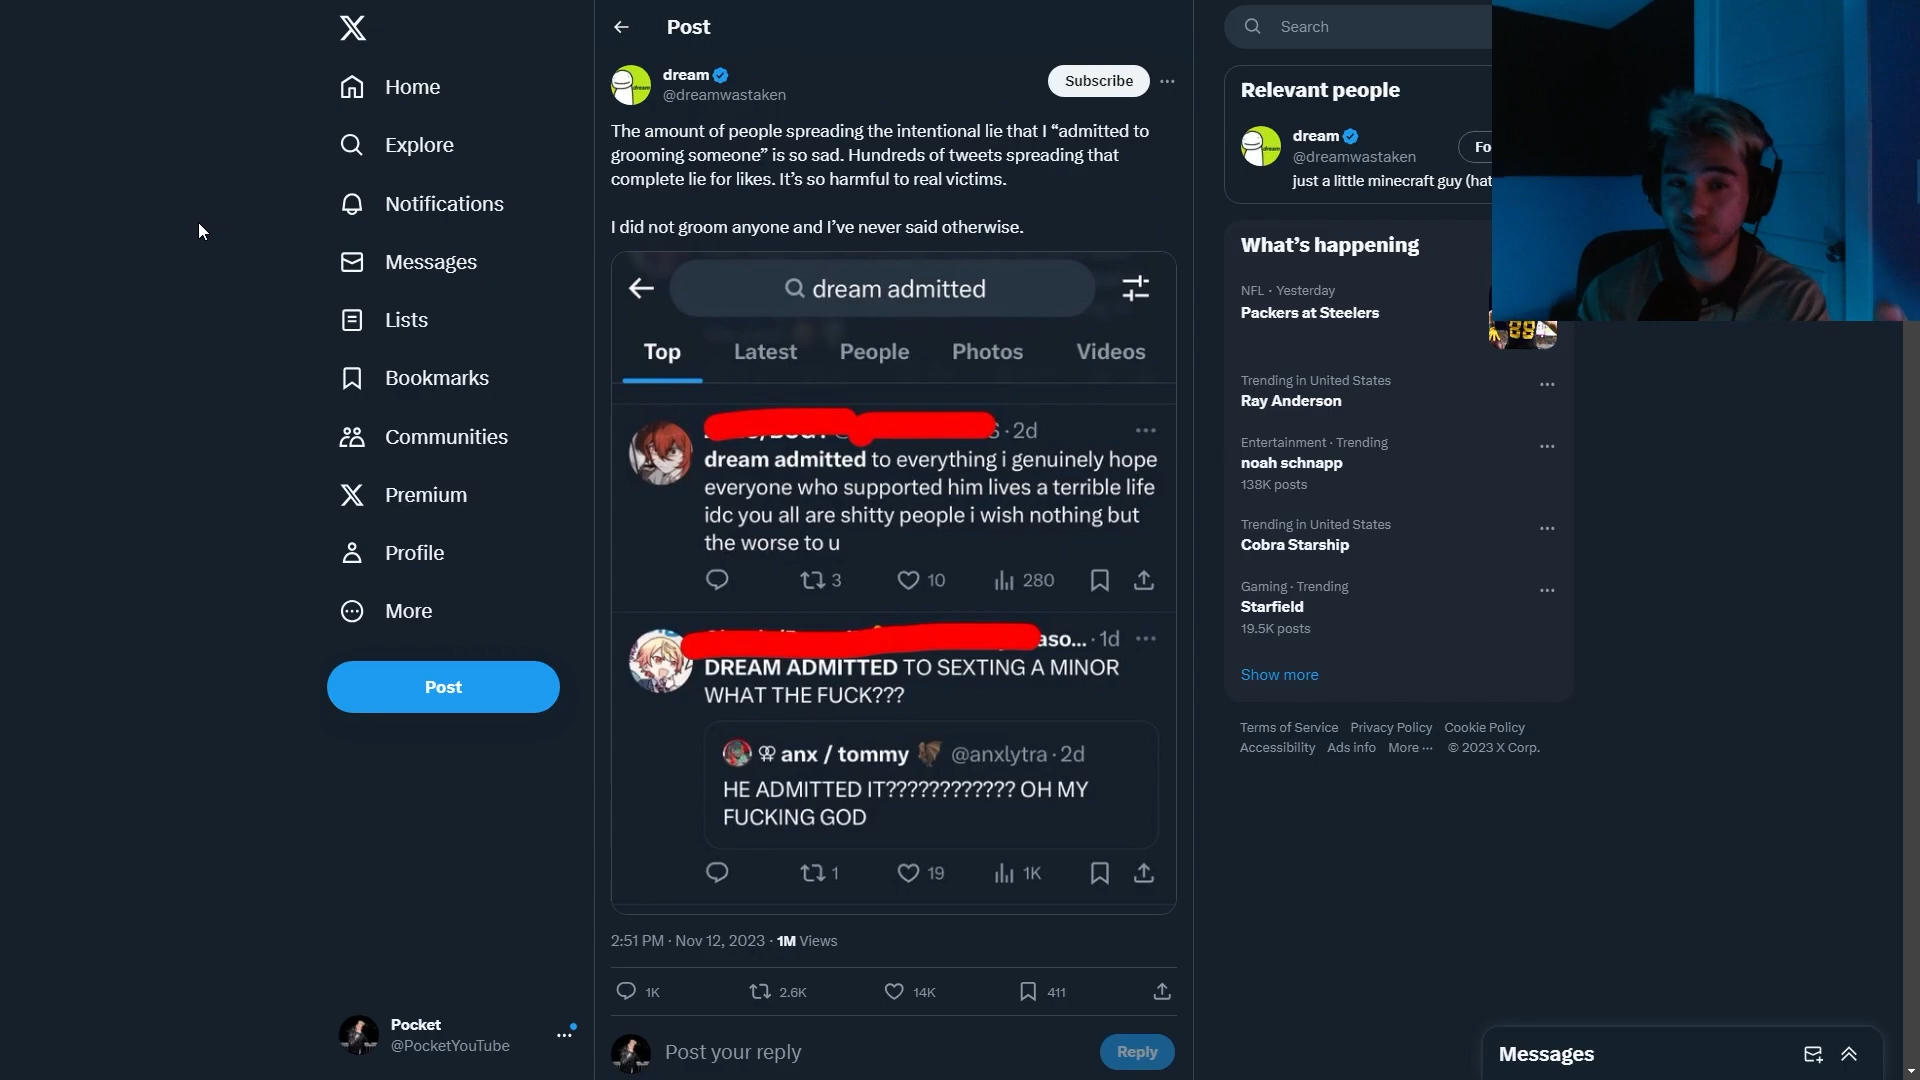 Home
Explore
Notifications
Messages
Lists
Bookmarks
Communities
Premium
Profile
More
Post
Pocket
@PocketYouTube
Post
dream
@dreamwastaken
Subscribe
The amount of people spreading the intentional lie that I “admitted to
grooming someone” is so sad. Hundreds of tweets spreading that
complete lie for likes. It’s so harmful to real victims.
I did not groom anyone and I’ve never said otherwise.
dream admitted
Top Latest People Photos Videos
· 2d
dream admitted to everything i genuinely hope
everyone who supported him lives a terrible life
idc you all are shitty people i wish nothing but
the worse to u
3 10 280
aso... · 1d
DREAM ADMITTED TO SEXTING A MINOR
WHAT THE FUCK???
anx / tommy @anxlytra · 2d
HE ADMITTED IT???????????? OH MY
FUCKING GOD
1 19 1K
2:51 PM · Nov 12, 2023 · 1M Views
1K 2.6K 14K 411
Post your reply
Reply
Search
Relevant people
dream
@dreamwastaken
Fo
just a little minecraft guy (hat
What’s happening
NFL · Yesterday
Packers at Steelers
Trending in United States
Ray Anderson
Entertainment · Trending
noah schnapp
138K posts
Trending in United States
Cobra Starship
Gaming · Trending
Starfield
19.5K posts
Show more
Terms of Service Privacy Policy Cookie Policy
Accessibility Ads info More ··· © 2023 X Corp.
Messages